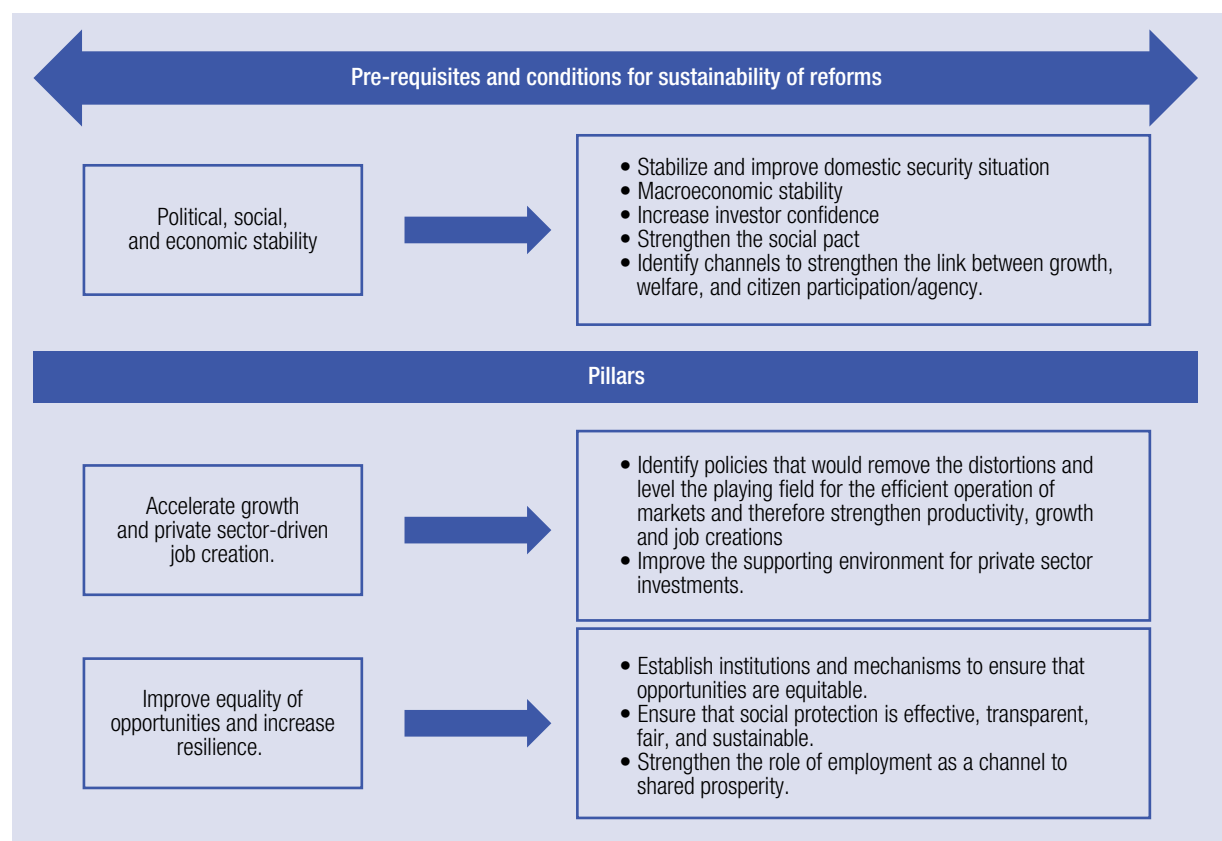 Pre-requisites and conditions for sustainability of reforms
Political, social,
and economic stability
• Stabilize and improve domestic security situation
• Macroeconomic stability
• Increase investor confidence
• Strengthen the social pact
• Identify channels to strengthen the link between growth,
welfare, and citizen participation/agency.
Pillars
Accelerate growth
and private sector-driven
job creation.
• Identify policies that would remove the distortions and
level the playing field for the efficient operation of
markets and therefore strengthen productivity, growth
and job creations
• Improve the supporting environment for private sector
investments.
Improve equality of
opportunities and increase
resilience.
• Establish institutions and mechanisms to ensure that
opportunities are equitable.
• Ensure that social protection is effective, transparent,
fair, and sustainable.
• Strengthen the role of employment as a channel to
shared prosperity.